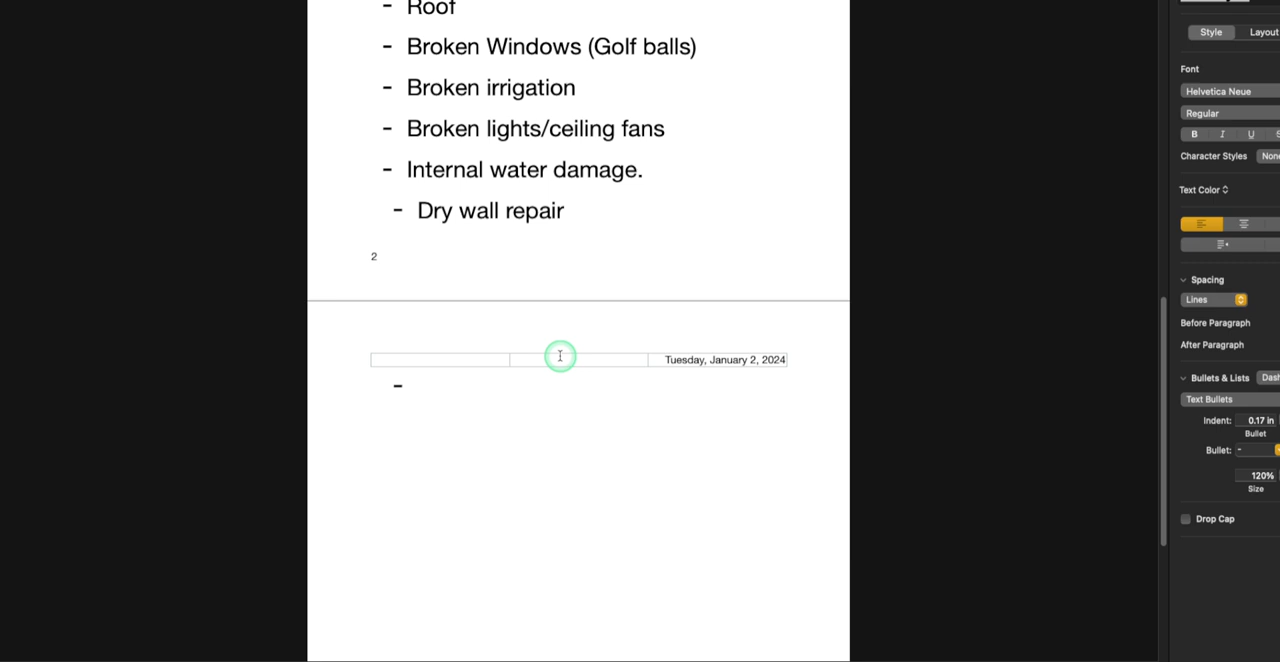 - Roof
- Broken Windows (Golf balls)
- Broken irrigation
- Broken lights/ceiling fans
- Internal water damage.
- Dry wall repair
2
Tuesday, January 2, 2024
-
Style Layout
Font
Helvetica Neue
Regular
B I U S
Character Styles
Text Color
Spacing
Lines
Before Paragraph
After Paragraph
Bullets & Lists
Text Bullets
Indent: 0.17 in
Bullet
Bullet: -
120%
Size
Drop Cap